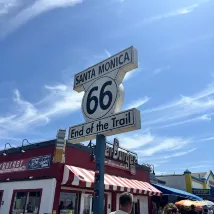 SANTA MONICA
66
End of the Trail